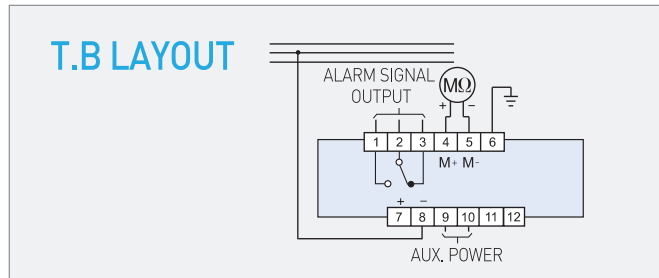 T.B LAYOUT
ALARM SIGNAL
OUTPUT
MΩ
+ −
1 2 3 4 5 6
M+ M-
+ −
7 8 9 10 11 12
AUX. POWER